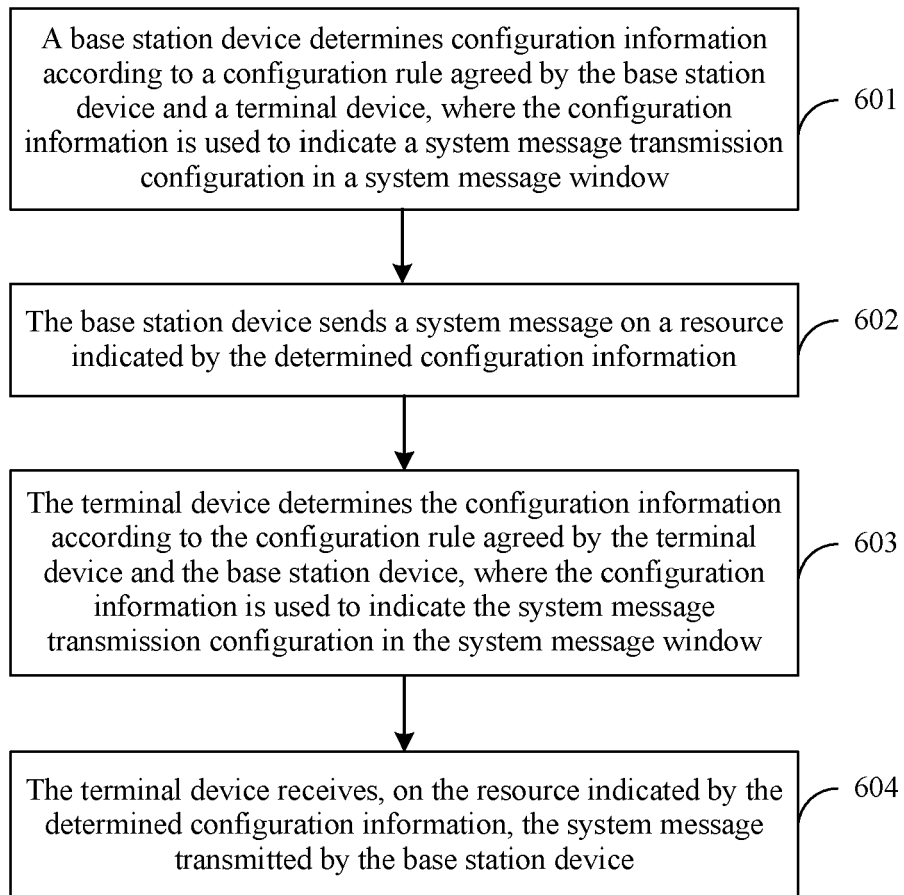 A base station device determines configuration information
according to a configuration rule agreed by the base station
device and a terminal device, where the configuration
information is used to indicate a system message transmission
configuration in a system message window
601
The base station device sends a system message on a resource
indicated by the determined configuration information
602
The terminal device determines the configuration information
according to the configuration rule agreed by the terminal
device and the base station device, where the configuration
information is used to indicate the system message
transmission configuration in the system message window
603
The terminal device receives, on the resource indicated by the
determined configuration information, the system message
transmitted by the base station device
604